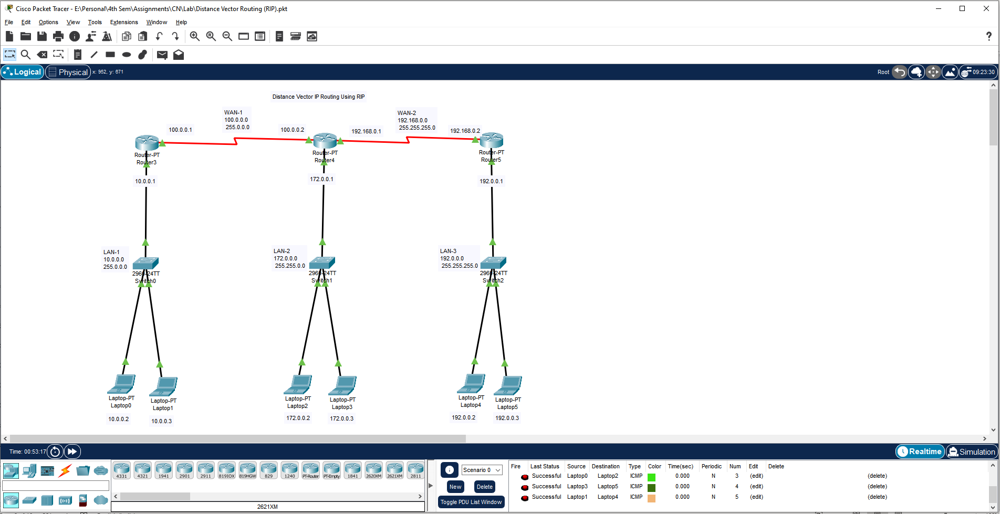 Cisco Packet Tracer - E:\Personal\4th Sem\Assignments\CN\Lab\Distance Vector Routing (RIP).pkt
File Edit Options View Tools Extensions Window Help
?
Logical Physical x: 952, y: 671 Root 09:23:30
Distance Vector IP Routing Using RIP
WAN-1
100.0.0.0
255.0.0.0
WAN-2
192.168.0.0
255.255.255.0
100.0.0.1 100.0.0.2 192.168.0.1 192.168.0.2
Router-PT
Router3
Router-PT
Router4
Router-PT
Router5
10.0.0.1 172.0.0.1 192.0.0.1
LAN-1
10.0.0.0
255.0.0.0
LAN-2
172.0.0.0
255.255.0.0
LAN-3
192.0.0.0
255.255.255.0
2960-24TT
Switch0
2960-24TT
Switch1
2960-24TT
Switch2
Laptop-PT
Laptop0
Laptop-PT
Laptop1
Laptop-PT
Laptop2
Laptop-PT
Laptop3
Laptop-PT
Laptop4
Laptop-PT
Laptop5
10.0.0.2 10.0.0.3 172.0.0.2 172.0.0.3 192.0.0.2 192.0.0.3
Time: 00:53:17 Realtime Simulation
4331 4321 1941 2901 2911 819IOX 819HGW 829 1240 PT-Router PT-Empty 1841 2620XM 2621XM 2811
2621XM
Scenario 0
New Delete
Toggle PDU List Window
Fire Last Status Source Destination Type Color Time(sec) Periodic Num Edit Delete
Successful Laptop0 Laptop2 ICMP 0.000 N 3 (edit) (delete)
Successful Laptop3 Laptop5 ICMP 0.000 N 4 (edit) (delete)
Successful Laptop1 Laptop4 ICMP 0.000 N 5 (edit) (delete)